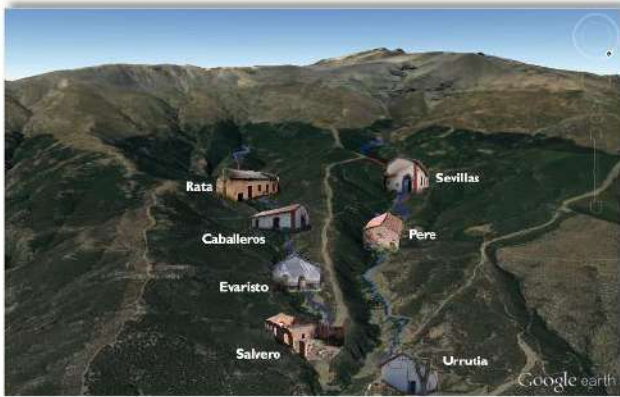 Rata
Sevillas
Caballeros
Pere
Evaristo
Salvero
Urrutia
Google earth